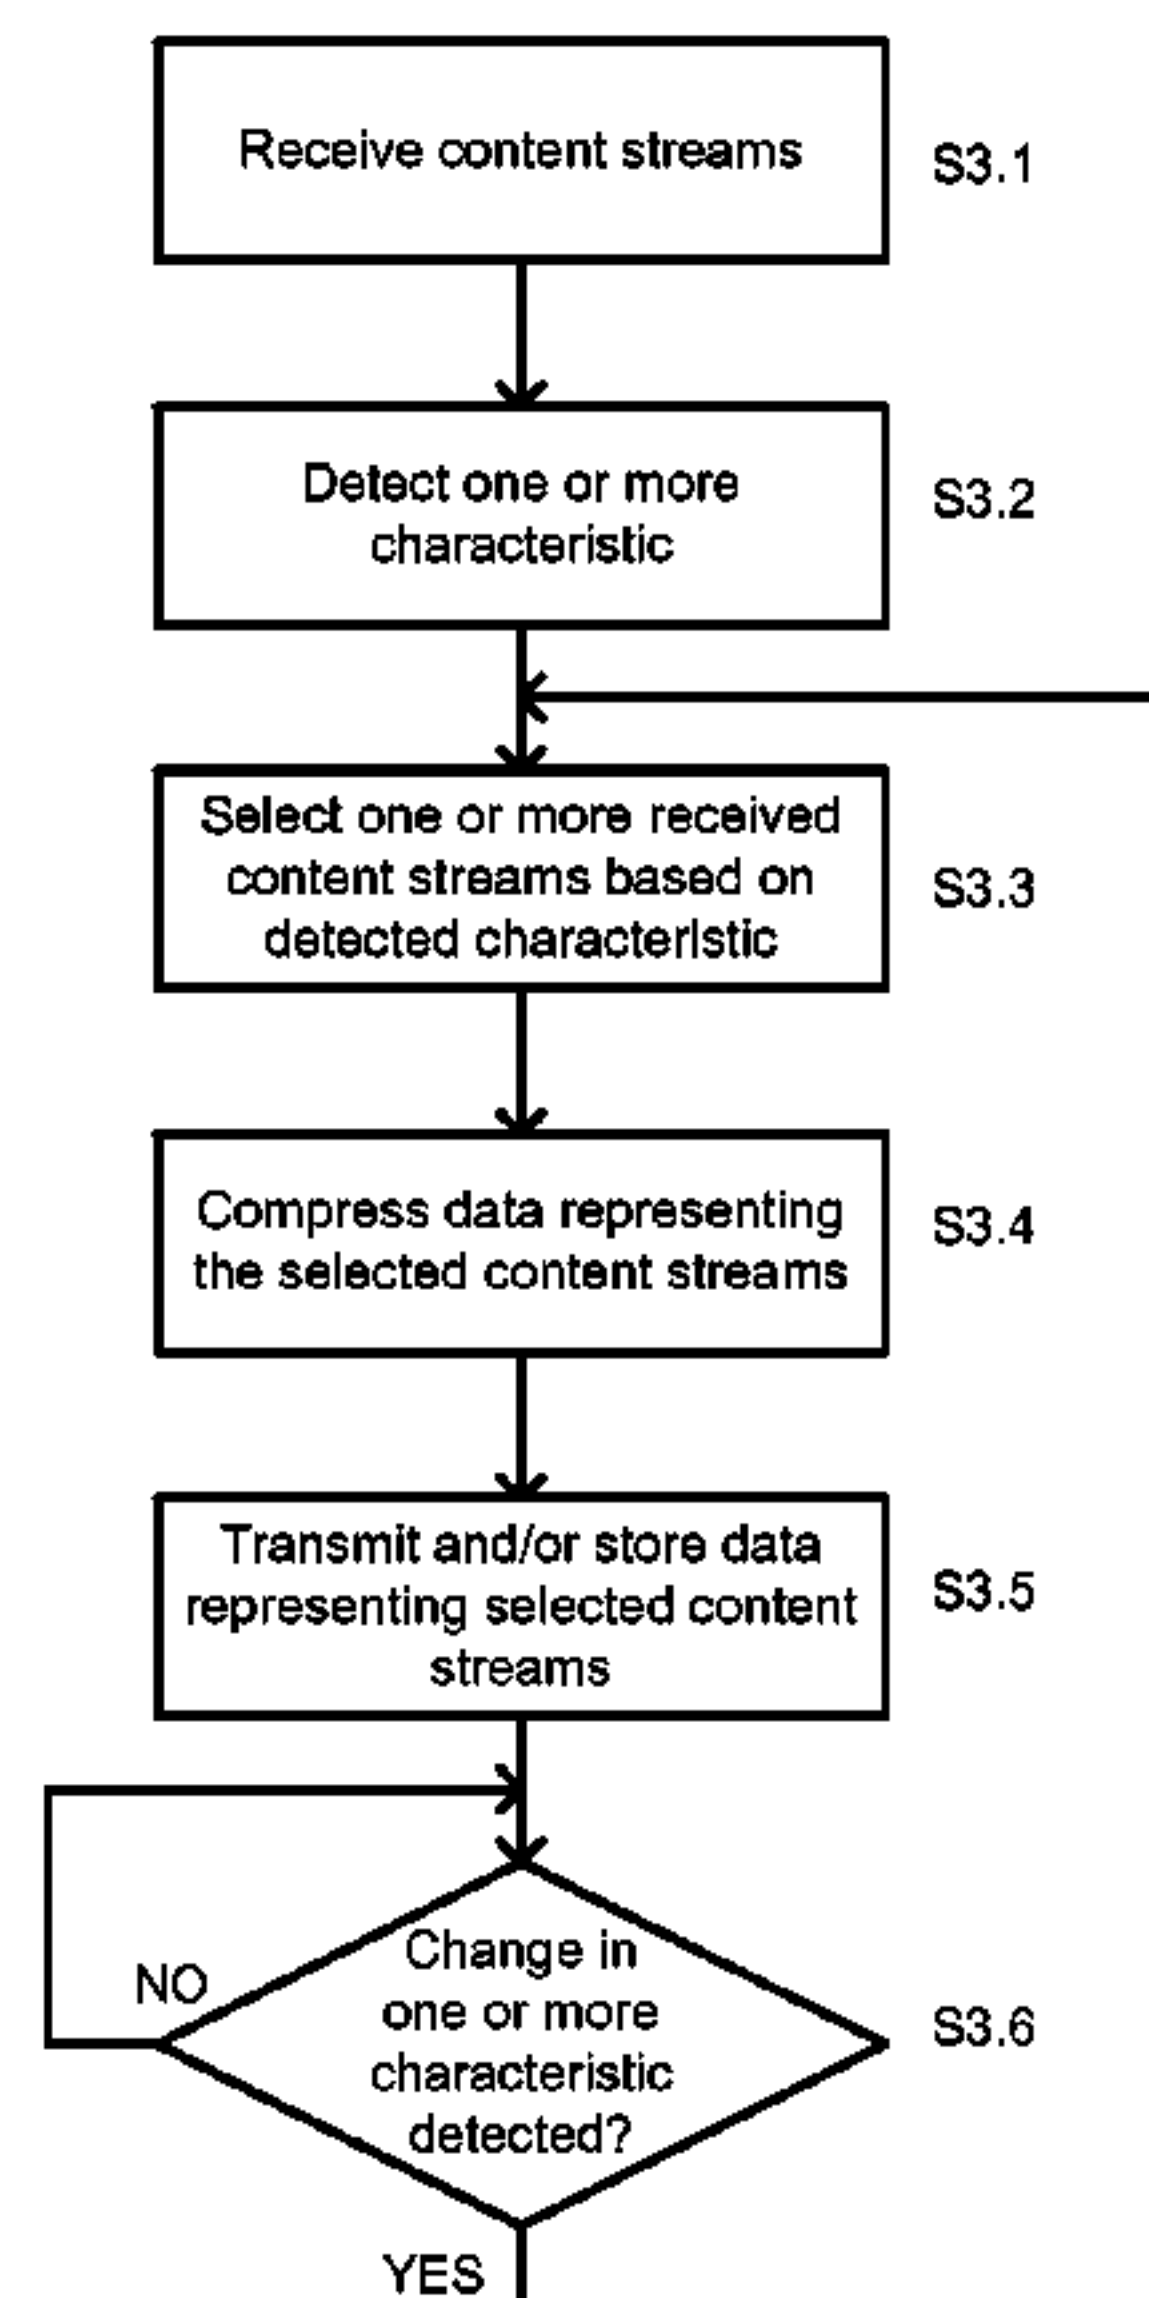 Receive content streams
S3.1
Detect one or more
characteristic
S3.2
Select one or more received
content streams based on
detected characteristic
S3.3
Compress data representing
the selected content streams
S3.4
Transmit and/or store data
representing selected content
streams
S3.5
Change in
one or more
characteristic
detected?
NO
S3.6
YES